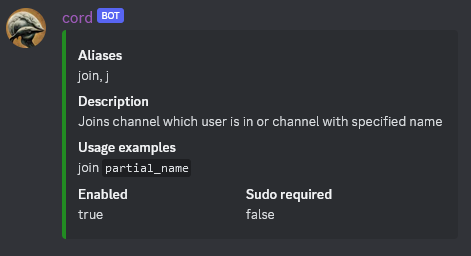 cord BOT
Aliases
join, j
Description
Joins channel which user is in or channel with specified name
Usage examples
join partial_name
Enabled Sudo required
true false